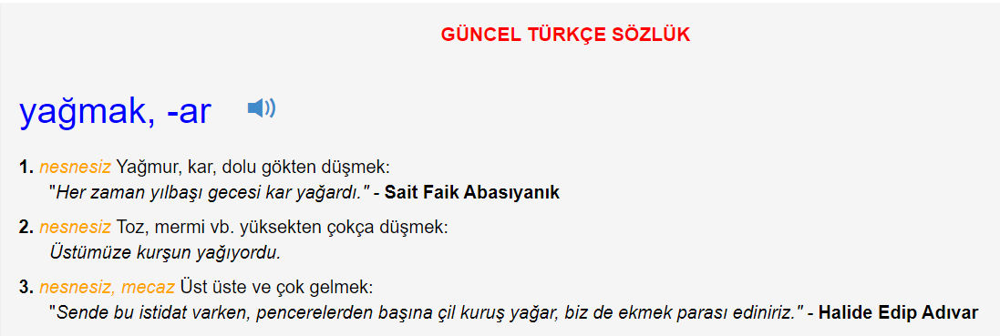 GÜNCEL TÜRKÇE SÖZLÜK
yağmak, -ar
1. nesnesiz Yağmur, kar, dolu gökten düşmek:
"Her zaman yılbaşı gecesi kar yağardı." - Sait Faik Abasıyanık
2. nesnesiz Toz, mermi vb. yüksekten çokça düşmek:
Üstümüze kurşun yağıyordu.
3. nesnesiz, mecaz Üst üste ve çok gelmek:
"Sende bu istidat varken, pencerelerden başına çil kuruş yağar, biz de ekmek parası ediniriz." - Halide Edip Adıvar